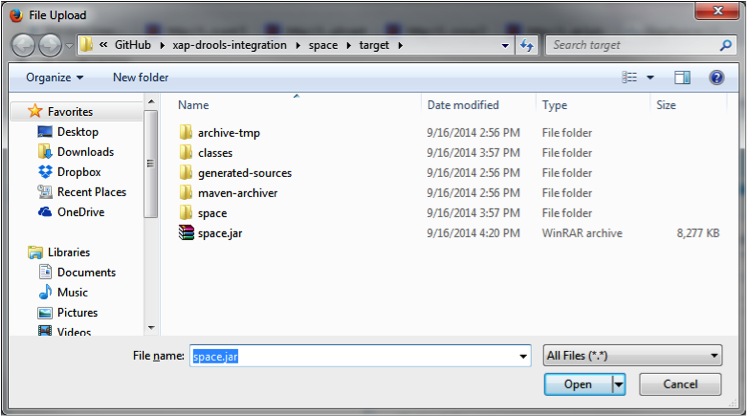 File Upload
« GitHub ▸ xap-drools-integration ▸ space ▸ target ▸ Search target
Organize New folder
Favorites
Desktop
Downloads
Dropbox
Recent Places
OneDrive
Libraries
Documents
Music
Pictures
Videos
Name Date modified Type Size
archive-tmp 9/16/2014 2:56 PM File folder
classes 9/16/2014 3:57 PM File folder
generated-sources 9/16/2014 2:56 PM File folder
maven-archiver 9/16/2014 2:56 PM File folder
space 9/16/2014 3:57 PM File folder
space.jar 9/16/2014 4:20 PM WinRAR archive 8,277 KB
File name: space.jar All Files (*.*)
Open Cancel